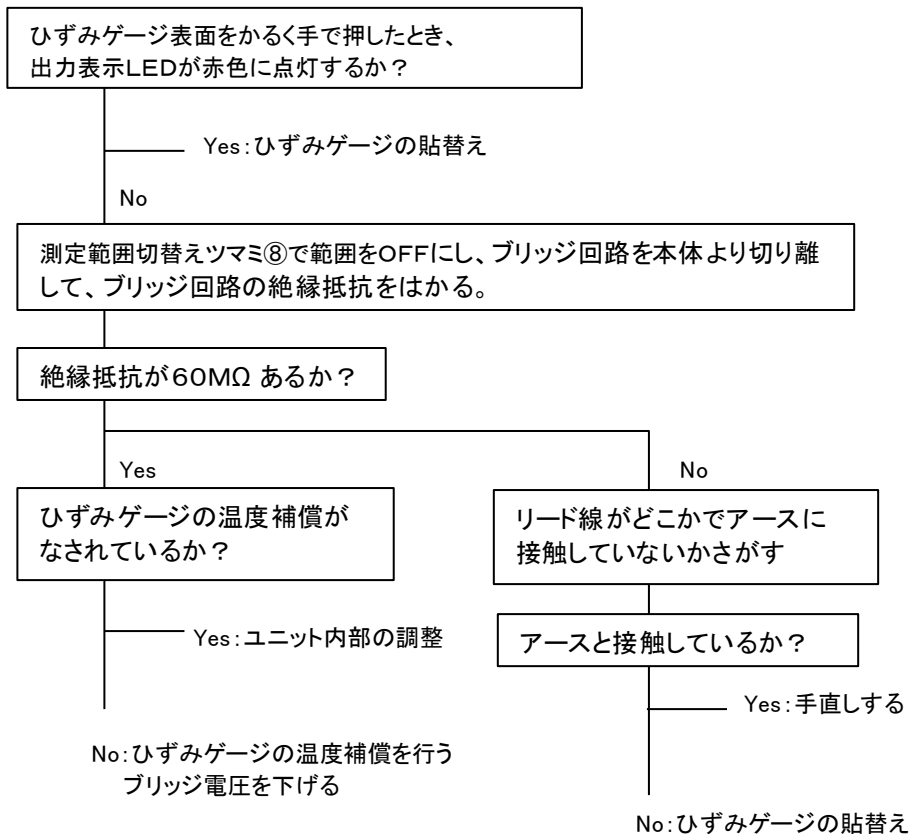 ひずみゲージ表面をかるく手で押したとき、
出力表示LEDが赤色に点灯するか？
Yes：ひずみゲージの貼替え
No
測定範囲切替えツマミ⑧で範囲をOFFにし、ブリッジ回路を本体より切り離
して、ブリッジ回路の絶縁抵抗をはかる。
絶縁抵抗が60MΩ あるか？
Yes
No
ひずみゲージの温度補償が
なされているか？
リード線がどこかでアースに
接触していないかさがす
Yes：ユニット内部の調整
アースと接触しているか？
Yes：手直しする
No：ひずみゲージの温度補償を行う
ブリッジ電圧を下げる
No：ひずみゲージの貼替え